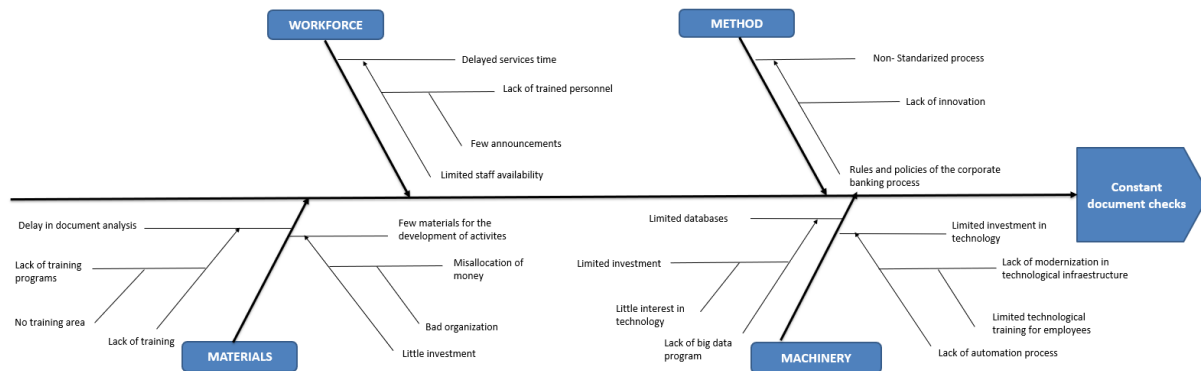 WORKFORCE
METHOD
Delayed services time
Lack of trained personnel
Few announcements
Limited staff availability
Non- Standarized process
Lack of innovation
Rules and policies of the corporate
banking process
Constant
document checks
Delay in document analysis
Lack of training
programs
No training area
Lack of training
MATERIALS
Few materials for the
development of activites
Misallocation of
money
Bad organization
Little investment
Limited databases
Limited investment
Little interest in
technology
Lack of big data
program
MACHINERY
Limited investment in
technology
Lack of modernization in
technological infraestructure
Limited technological
training for employees
Lack of automation process